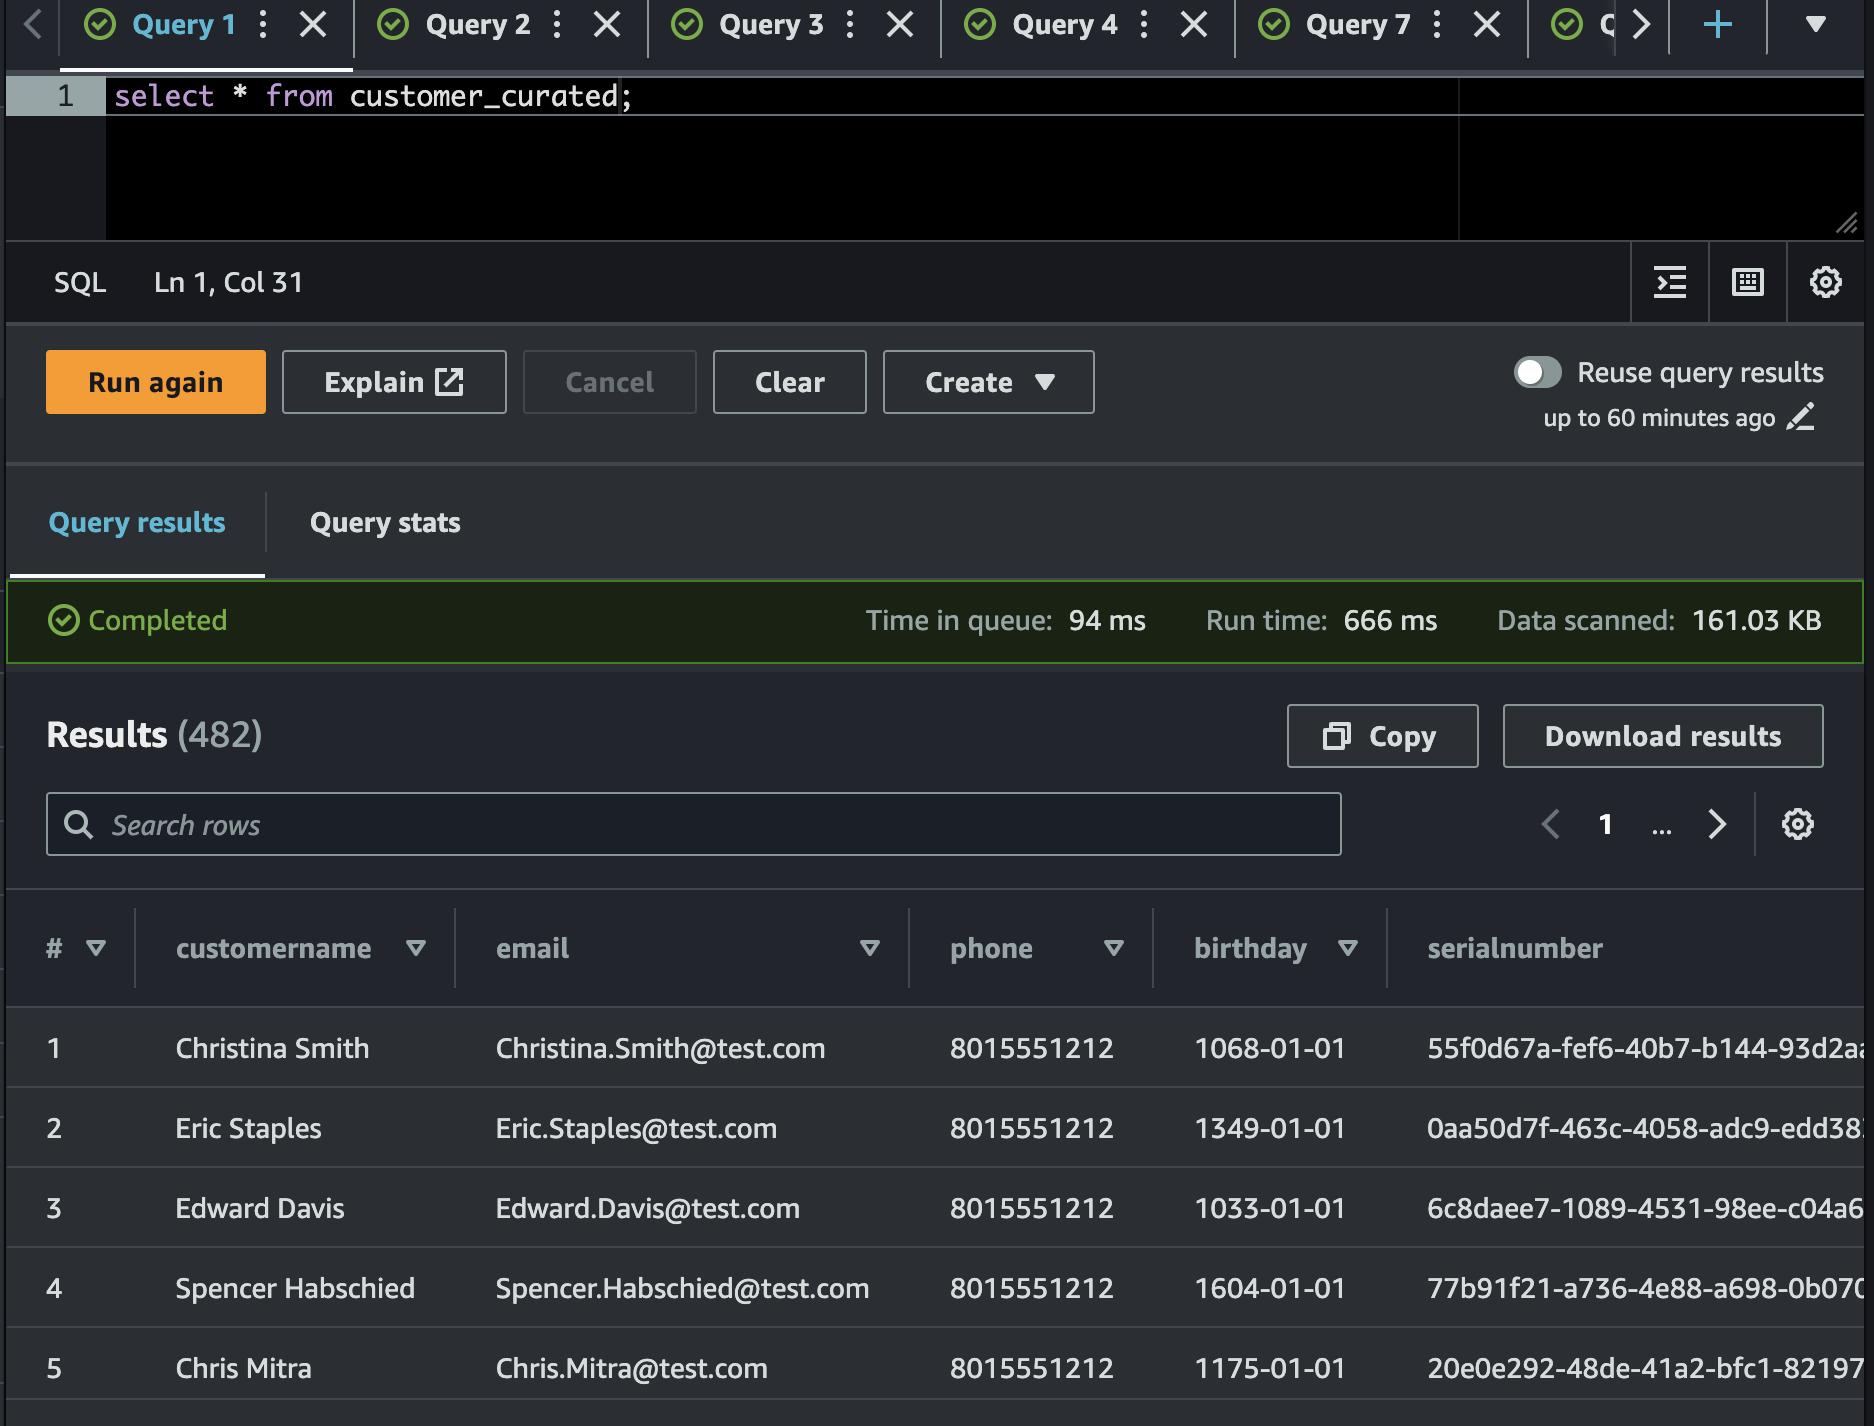 Query 1 Query 2 Query 3 Query 4 Query 7
1 select * from customer_curated;
SQL Ln 1, Col 31
Run again Explain Cancel Clear Create Reuse query results
up to 60 minutes ago
Query results Query stats
Completed Time in queue: 94 ms Run time: 666 ms Data scanned: 161.03 KB
Results (482) Copy Download results
Search rows 1 ...
# customername email phone birthday serialnumber
1 Christina Smith Christina.Smith@test.com 8015551212 1068-01-01 55f0d67a-fef6-40b7-b144-93d2a
2 Eric Staples Eric.Staples@test.com 8015551212 1349-01-01 0aa50d7f-463c-4058-adc9-edd38
3 Edward Davis Edward.Davis@test.com 8015551212 1033-01-01 6c8daee7-1089-4531-98ee-c04a6
4 Spencer Habschied Spencer.Habschied@test.com 8015551212 1604-01-01 77b91f21-a736-4e88-a698-0b070
5 Chris Mitra Chris.Mitra@test.com 8015551212 1175-01-01 20e0e292-48de-41a2-bfc1-82197